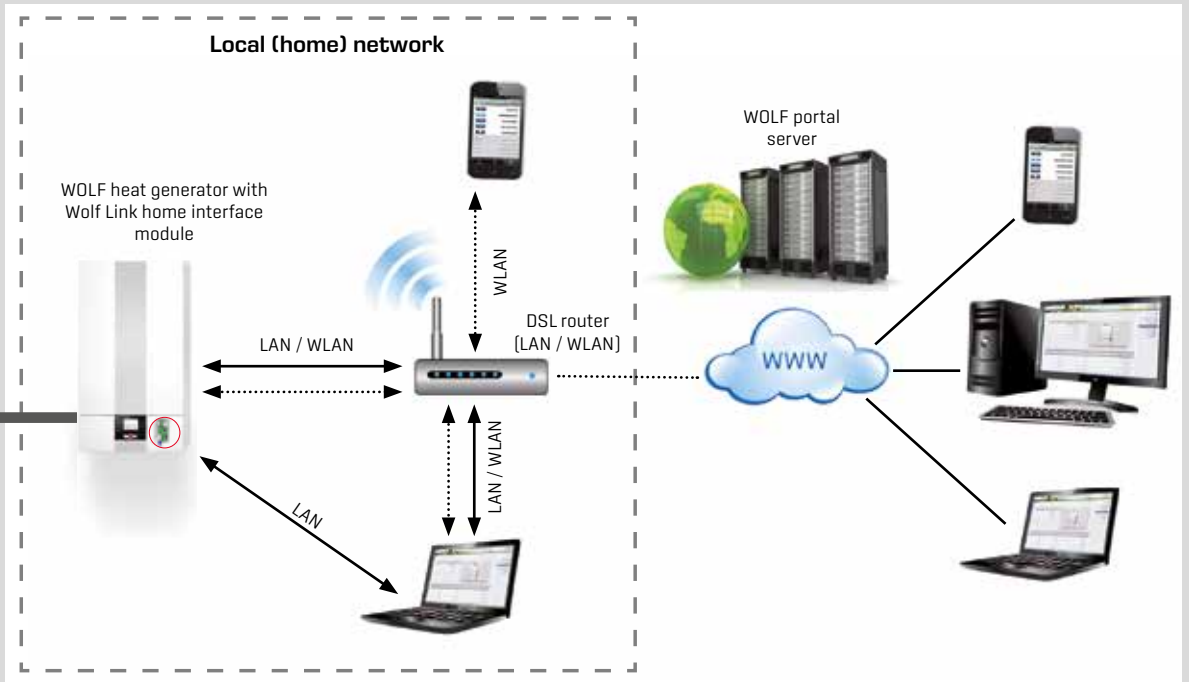 Local (home) network
WOLF heat generator with
Wolf Link home interface
module
WLAN
DSL router
(LAN / WLAN)
LAN / WLAN
LAN / WLAN
LAN
WOLF portal
server
WWW